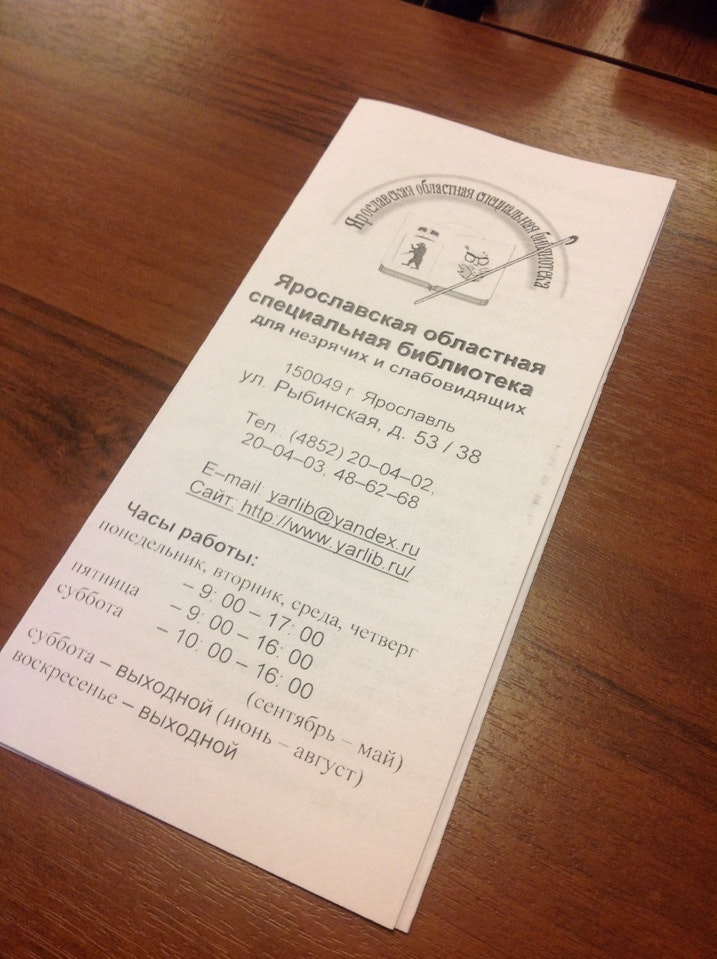 Ярославская областная специальная библиотека
Ярославская областная
специальная библиотека
для незрячих и слабовидящих
150049 г. Ярославль
ул. Рыбинская, д. 53 / 38
Тел.: (4852) 20–04–02,
20–04–03, 48–62–68
E–mail: yarlib@yandex.ru
Сайт: http://www.yarlib.ru/
Часы работы:
понедельник, вторник, среда, четверг
– 9: 00 – 17: 00
пятница – 9: 00 – 16: 00
суббота – 10: 00 – 16: 00
(сентябрь – май)
суббота – выходной (июнь – август)
воскресенье – выходной